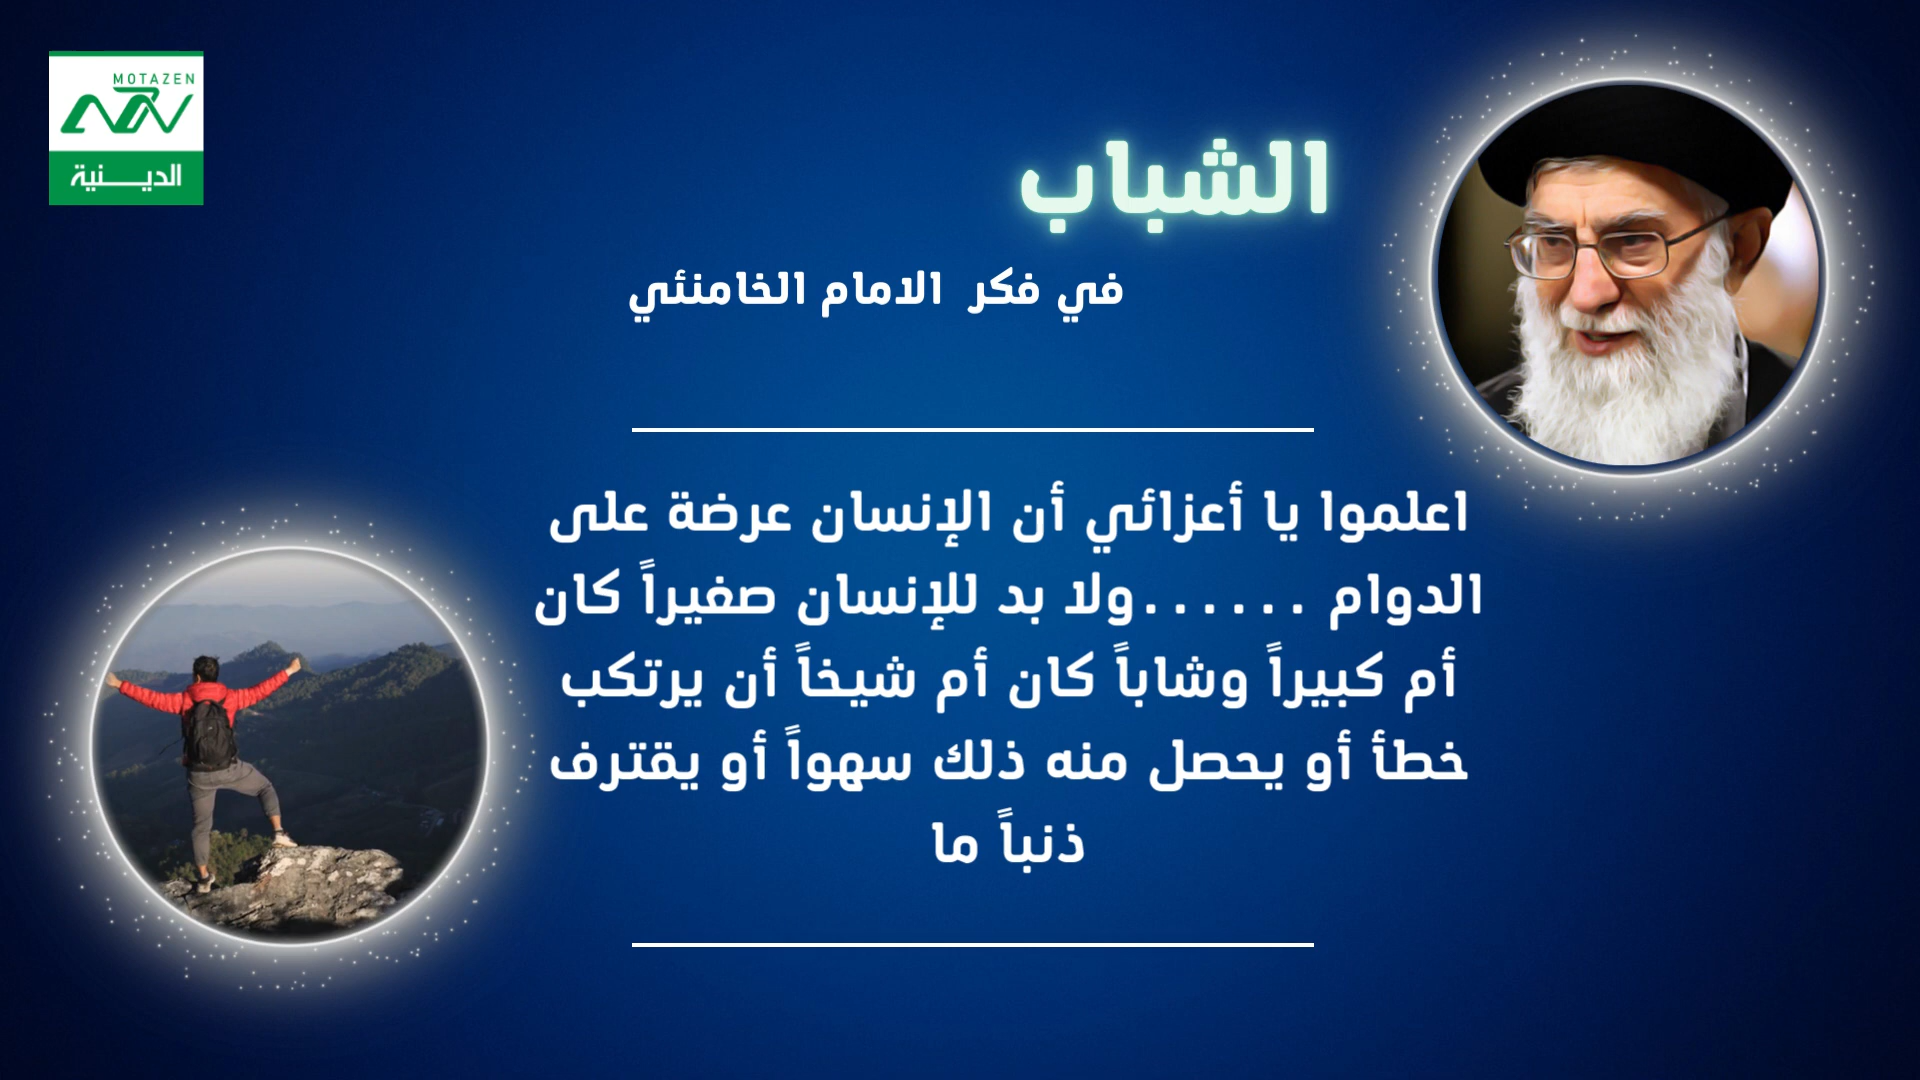 MOTAZEN
الدينية
الشباب
في فكر الامام الخامنئي
اعلموا يا أعزائي أن الإنسان عرضة على
الدوام ......ولا بد للإنسان صغيراً كان
أم كبيراً وشاباً كان أم شيخاً أن يرتكب
خطأ أو يحصل منه ذلك سهواً أو يقترف
ذنباً ما